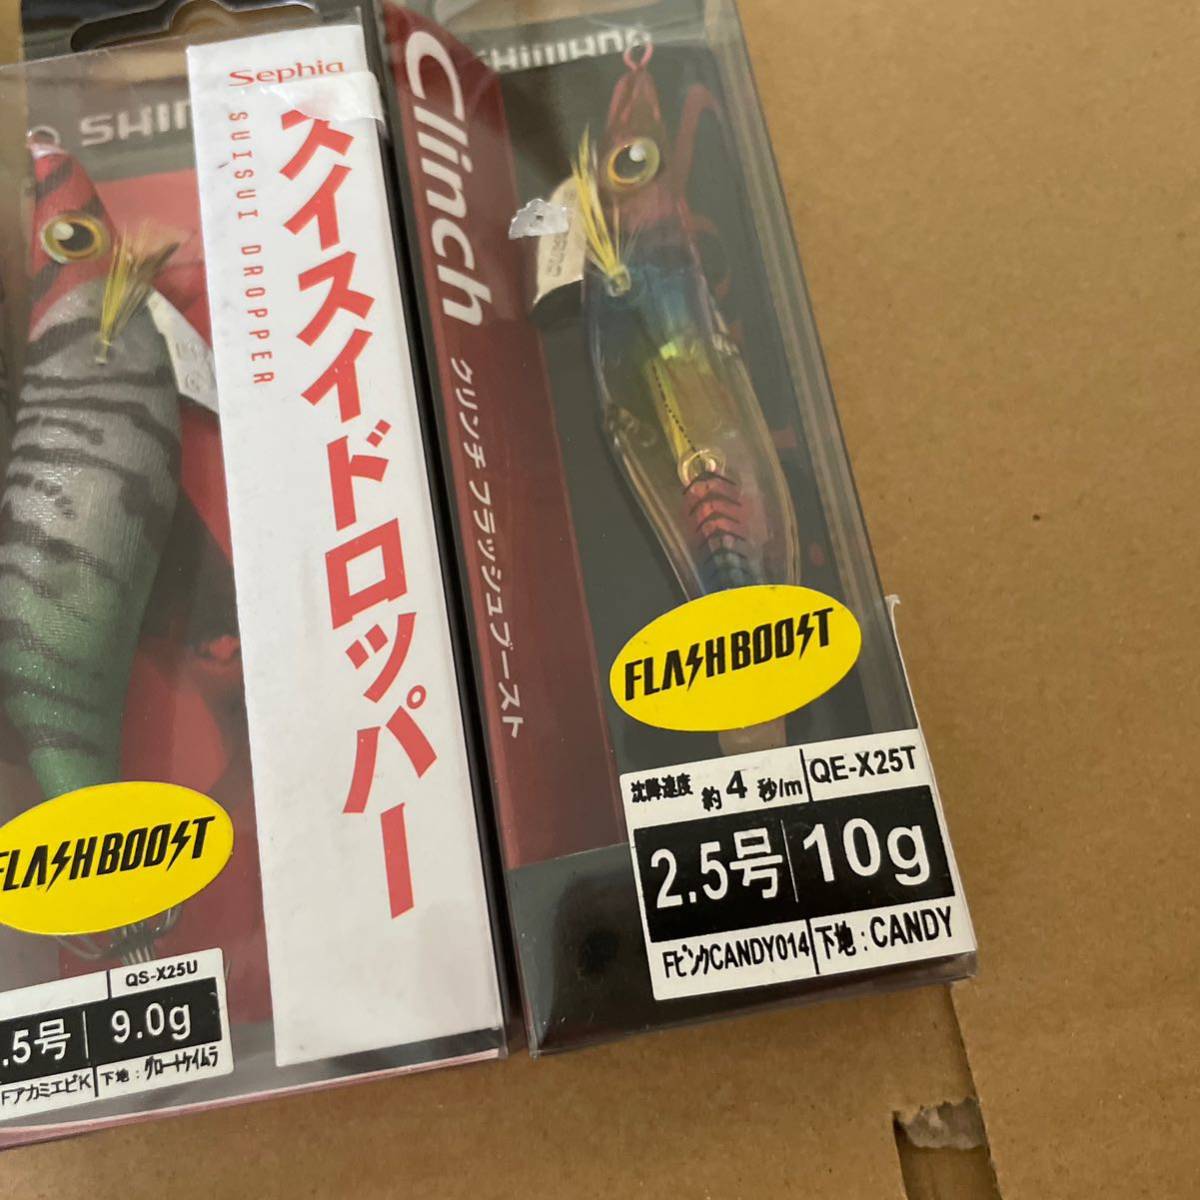 Sephia
SUISUI DROPPER
スイスイドロッパー
FLASHBOOST
QS-X25U
.5号
9.0g
FアカミエビK
下地：グロートケイムラ
SHIMANO
Clinch
クリンチ フラッシュブースト
FLASHBOOST
沈降速度 約4秒/m
QE-X25T
2.5号
10g
FピンクCANDY014
下地：CANDY